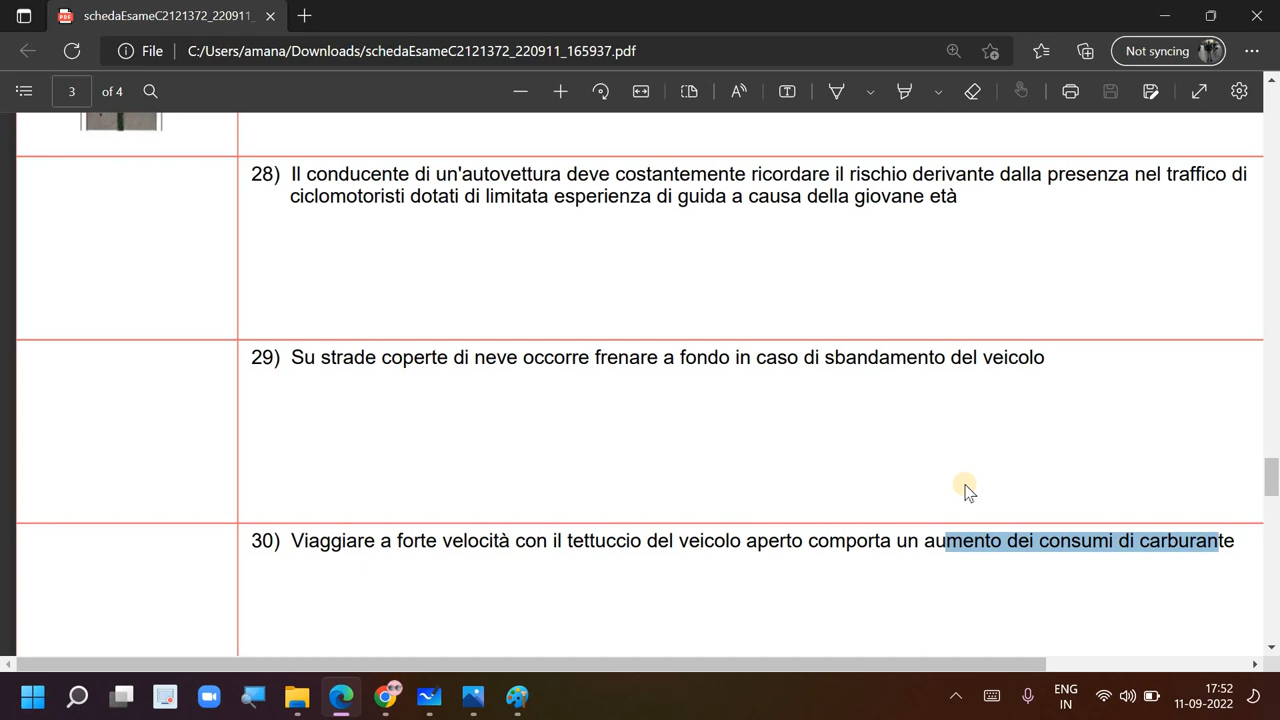 schedaEsameC2121372_220911_
File
C:/Users/amana/Downloads/schedaEsameC2121372_220911_165937.pdf
Not syncing
3 of 4
28) Il conducente di un'autovettura deve costantemente ricordare il rischio derivante dalla presenza nel traffico di
ciclomotoristi dotati di limitata esperienza di guida a causa della giovane età
29) Su strade coperte di neve occorre frenare a fondo in caso di sbandamento del veicolo
30) Viaggiare a forte velocità con il tettuccio del veicolo aperto comporta un aumento dei consumi di carburante
ENG
IN
17:52
11-09-2022